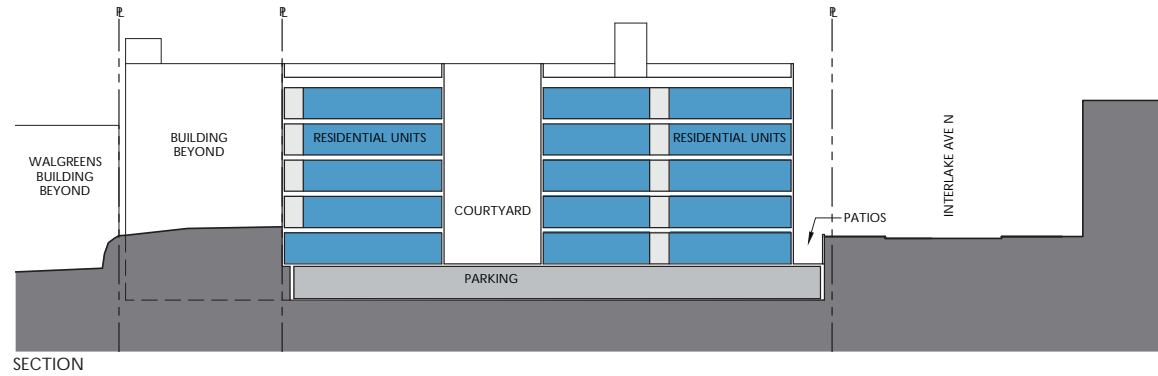 ℄ ℄ ℄
BUILDING
BEYOND
RESIDENTIAL UNITS
RESIDENTIAL UNITS
WALGREENS
BUILDING
BEYOND
COURTYARD
PATIOS
INTERLAKE AVE N
PARKING
SECTION